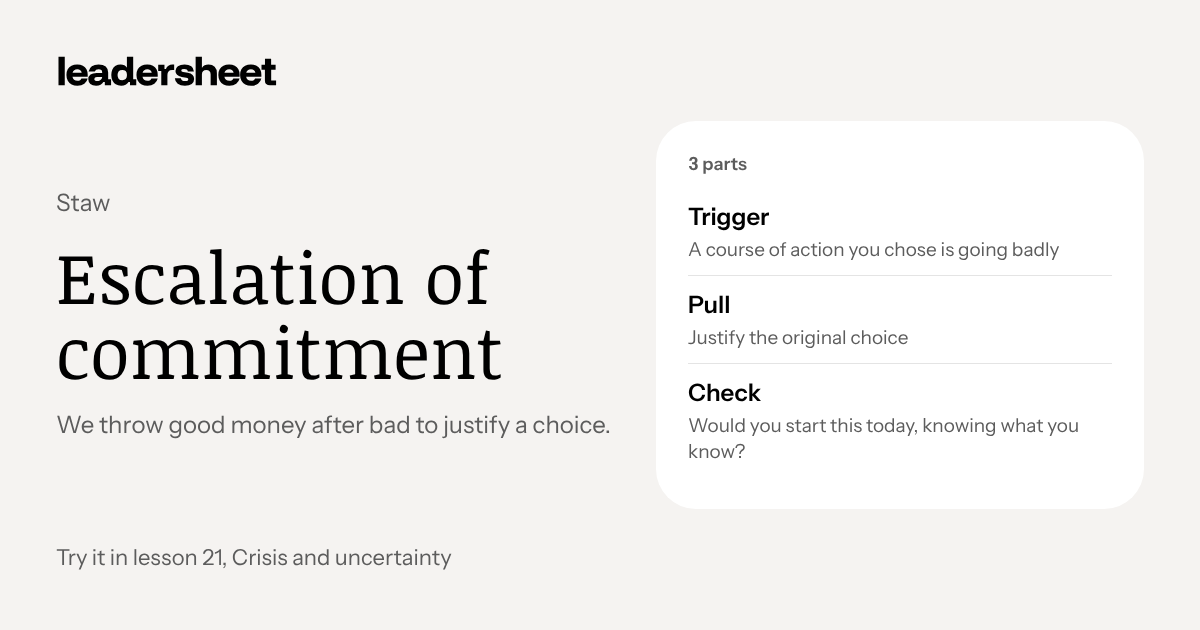 leadersheet
Staw
Escalation of
commitment
We throw good money after bad to justify a choice.
Try it in lesson 21, Crisis and uncertainty
3 parts
Trigger
A course of action you chose is going badly
Pull
Justify the original choice
Check
Would you start this today, knowing what you
know?